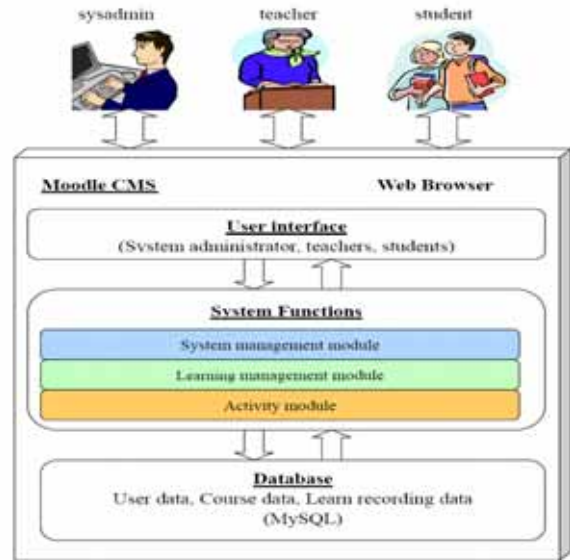 sysadmin teacher student
Moodle CMS Web Browser
User interface
(System administrator, teachers, students)
System Functions
System management module
Learning management module
Activity module
Database
User data, Course data, Learn recording data
(MySQL)